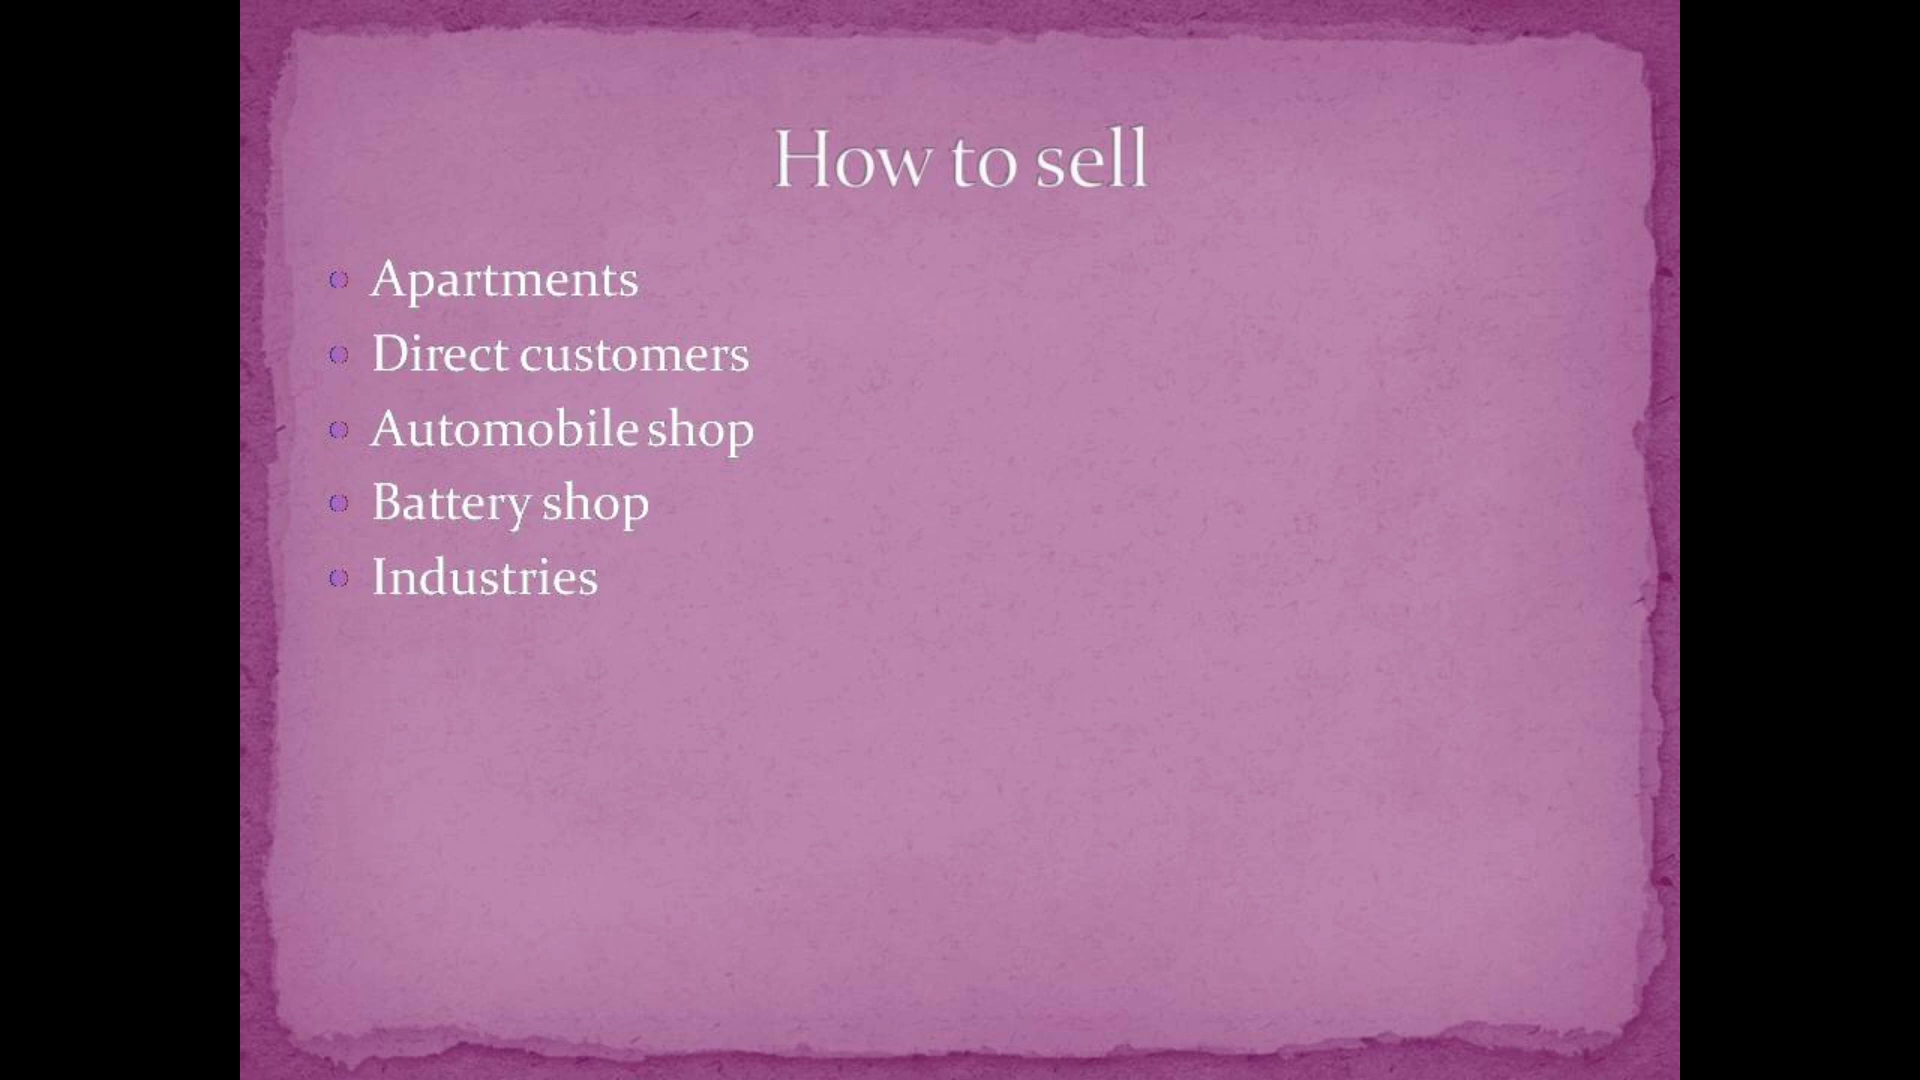 How to sell
Apartments
Direct customers
Automobile shop
Battery shop
Industries